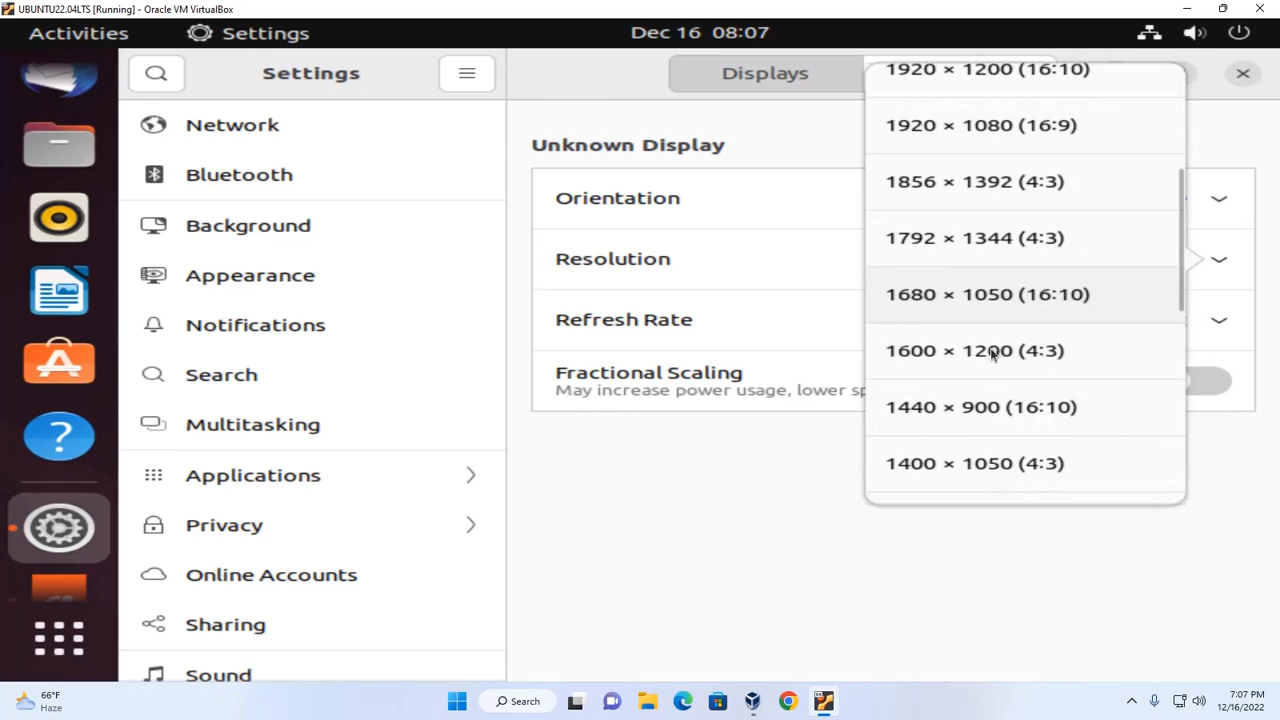 UBUNTU22.04LTS [Running] - Oracle VM VirtualBox
Activities
Settings
Dec 16 08:07
Settings
Displays
Network
Bluetooth
Background
Appearance
Notifications
Search
Multitasking
Applications
Privacy
Online Accounts
Sharing
Sound
Unknown Display
Orientation
Resolution
Refresh Rate
Fractional Scaling
May increase power usage, lower
1920 × 1200 (16:10)
1920 × 1080 (16:9)
1856 × 1392 (4:3)
1792 × 1344 (4:3)
1680 × 1050 (16:10)
1600 × 1200 (4:3)
1440 × 900 (16:10)
1400 × 1050 (4:3)
66°F
Haze
Search
7:07 PM
12/16/2022